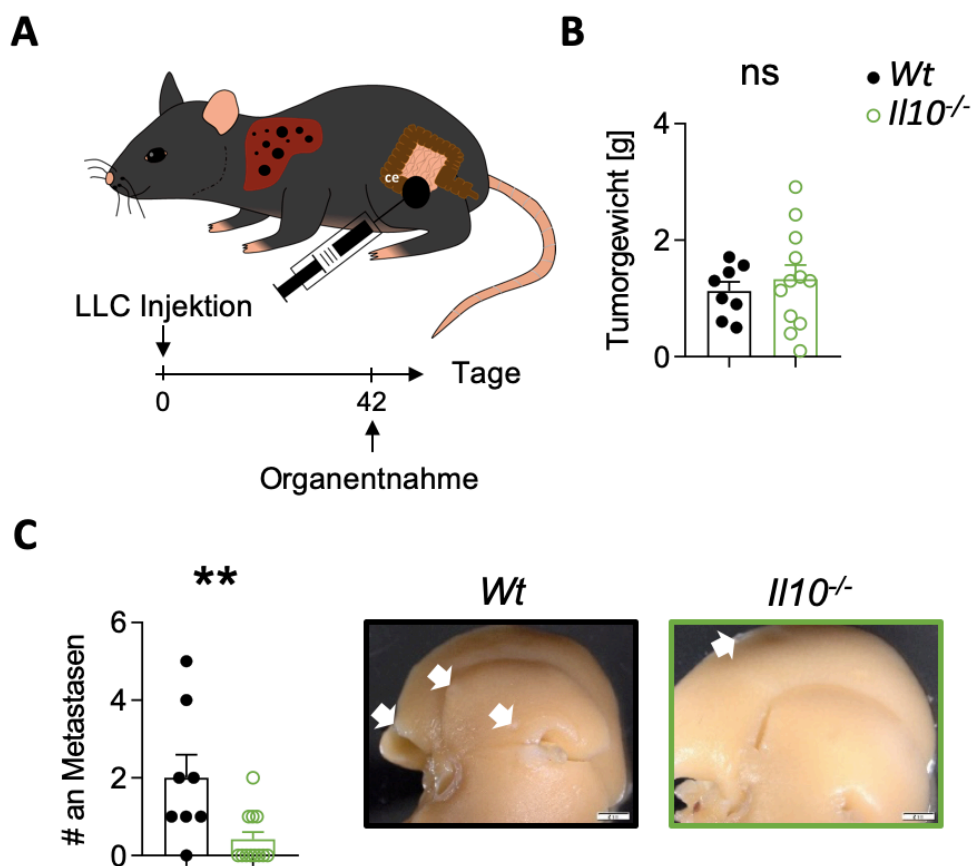 A
ce
LLC Injektion
Tage
0 42
Organentnahme
B
ns
Wt
Il10-/-
Tumorgewicht [g]
4
2
0
C
**
# an Metastasen
6
4
2
0
Wt
Il10-/-